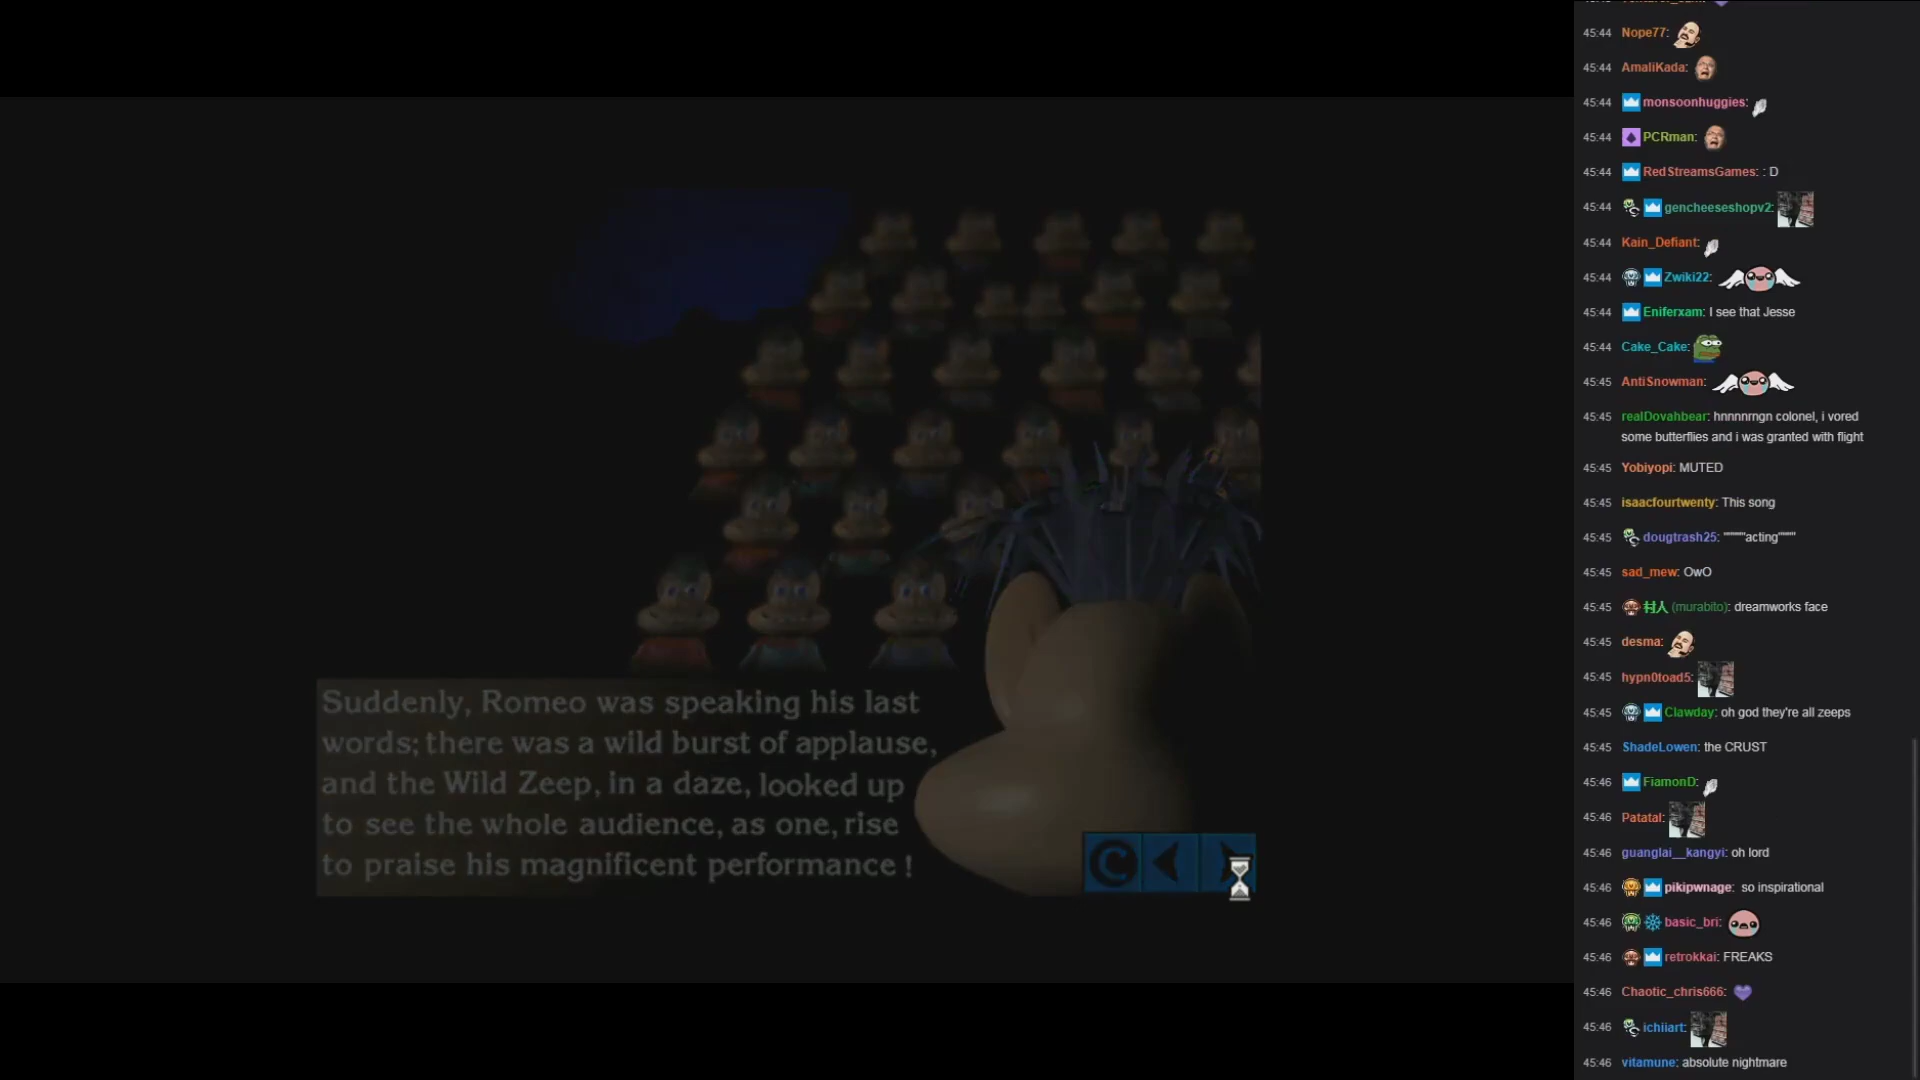 Suddenly, Romeo was speaking his last
words; there was a wild burst of applause,
and the Wild Zeep, in a daze, looked up
to see the whole audience, as one, rise
to praise his magnificent performance !
C
45:44 Nope77:
45:44 AmaliKada:
45:44 monsoonhuggies:
45:44 PCRman:
45:44 RedStreamsGames: : D
45:44 gencheeseshopv2:
45:44 Kain_Defiant:
45:44 Zwiki22:
45:44 Eniferxam: I see that Jesse
45:44 Cake_Cake:
45:45 AntiSnowman:
45:45 realDovahbear: hnnnnrngn colonel, i vored
some butterflies and i was granted with flight
45:45 Yobiyopi: MUTED
45:45 isaacfourtwenty: This song
45:45 dougtrash25: """""acting"""""
45:45 sad_mew: OwO
45:45 村人 (murabito): dreamworks face
45:45 desma:
45:45 hypn0toad5:
45:45 Clawday: oh god they're all zeeps
45:45 ShadeLowen: the CRUST
45:46 FiamonD:
45:46 Patatal:
45:46 guanglai__kangyi: oh lord
45:46 pikipwnage: so inspirational
45:46 basic_bri:
45:46 retrokkai: FREAKS
45:46 Chaotic_chris666:
45:46 ichiiart:
45:46 vitamune: absolute nightmare